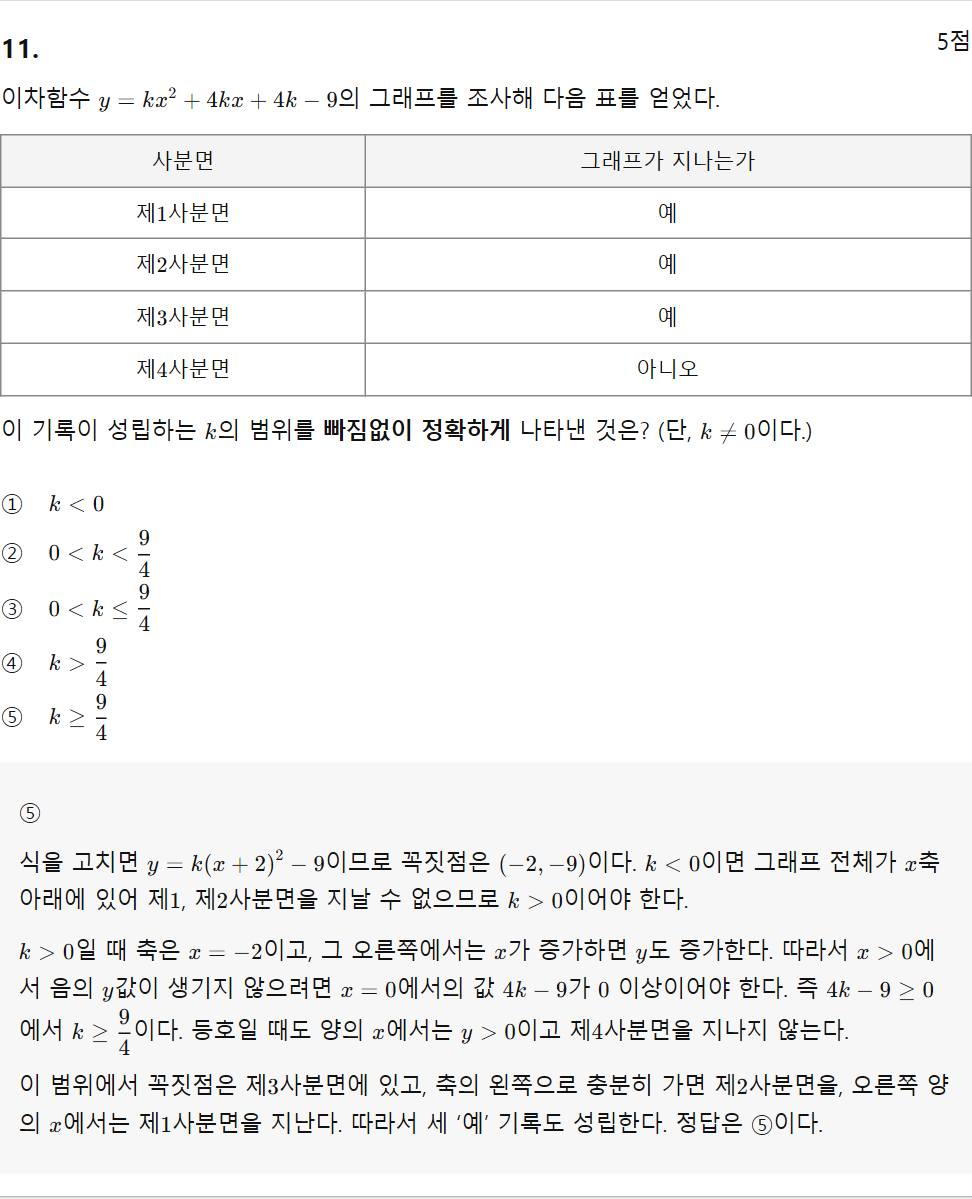 11.
5점
이차함수 y = kx² + 4kx + 4k − 9의 그래프를 조사해 다음 표를 얻었다.
사분면 그래프가 지나는가
제1사분면 예
제2사분면 예
제3사분면 예
제4사분면 아니오
이 기록이 성립하는 k의 범위를 빠짐없이 정확하게 나타낸 것은? (단, k ≠ 0이다.)
① k < 0
② 0 < k < 9/4
③ 0 < k ≤ 9/4
④ k > 9/4
⑤ k ≥ 9/4
⑤
식을 고치면 y = k(x + 2)² − 9이므로 꼭짓점은 (−2, −9)이다. k < 0이면 그래프 전체가 x축
아래에 있어 제1, 제2사분면을 지날 수 없으므로 k > 0이어야 한다.
k > 0일 때 축은 x = −2이고, 그 오른쪽에서는 x가 증가하면 y도 증가한다. 따라서 x > 0에
서 음의 y값이 생기지 않으려면 x = 0에서의 값 4k − 9가 0 이상이어야 한다. 즉 4k − 9 ≥ 0
에서 k ≥ 9/4이다. 등호일 때도 양의 x에서는 y > 0이고 제4사분면을 지나지 않는다.
이 범위에서 꼭짓점은 제3사분면에 있고, 축의 왼쪽으로 충분히 가면 제2사분면을, 오른쪽 양
의 x에서는 제1사분면을 지난다. 따라서 세 ‘예’ 기록도 성립한다. 정답은 ⑤이다.